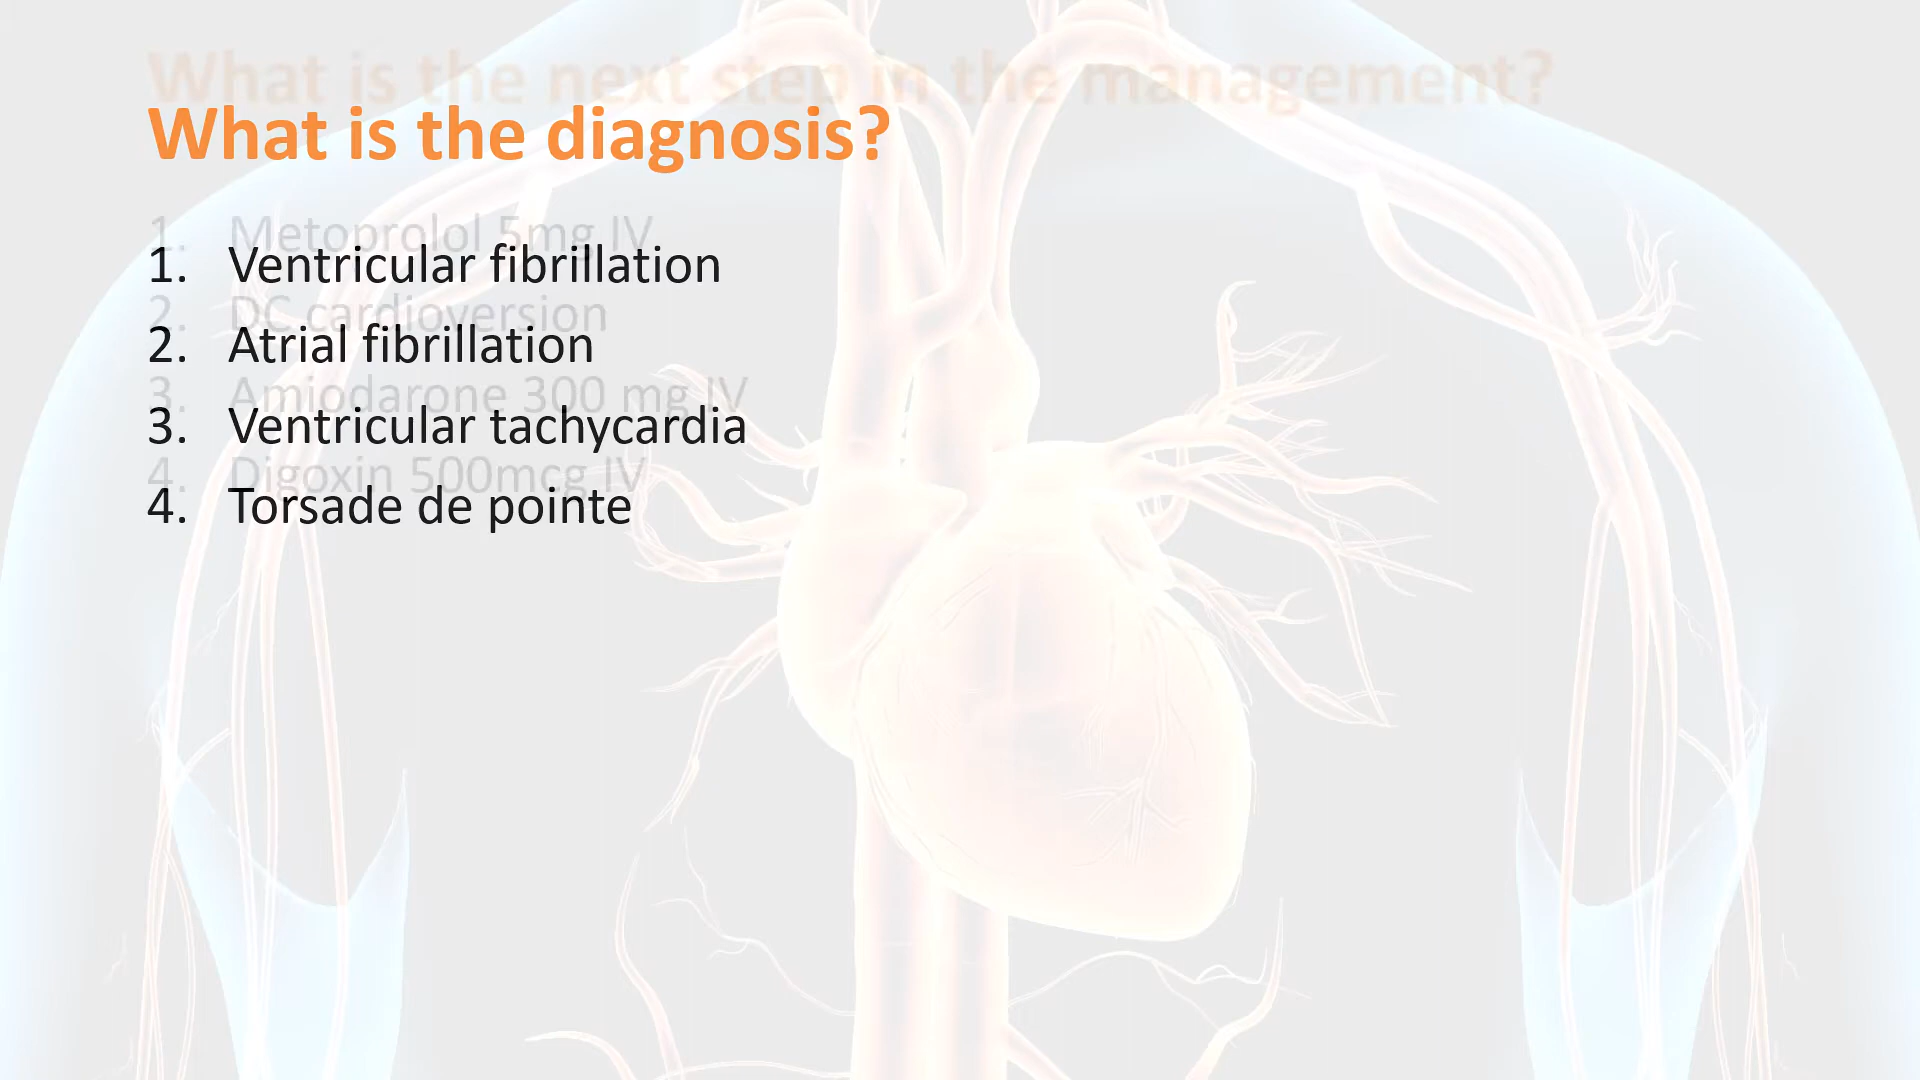 What is the next step in the management?
What is the diagnosis?
1. Metoprolol 5mg IV
1. Ventricular fibrillation
2. DC cardioversion
2. Atrial fibrillation
3. Amiodarone 300 mg IV
3. Ventricular tachycardia
4. Digoxin 500mcg IV
4. Torsade de pointe